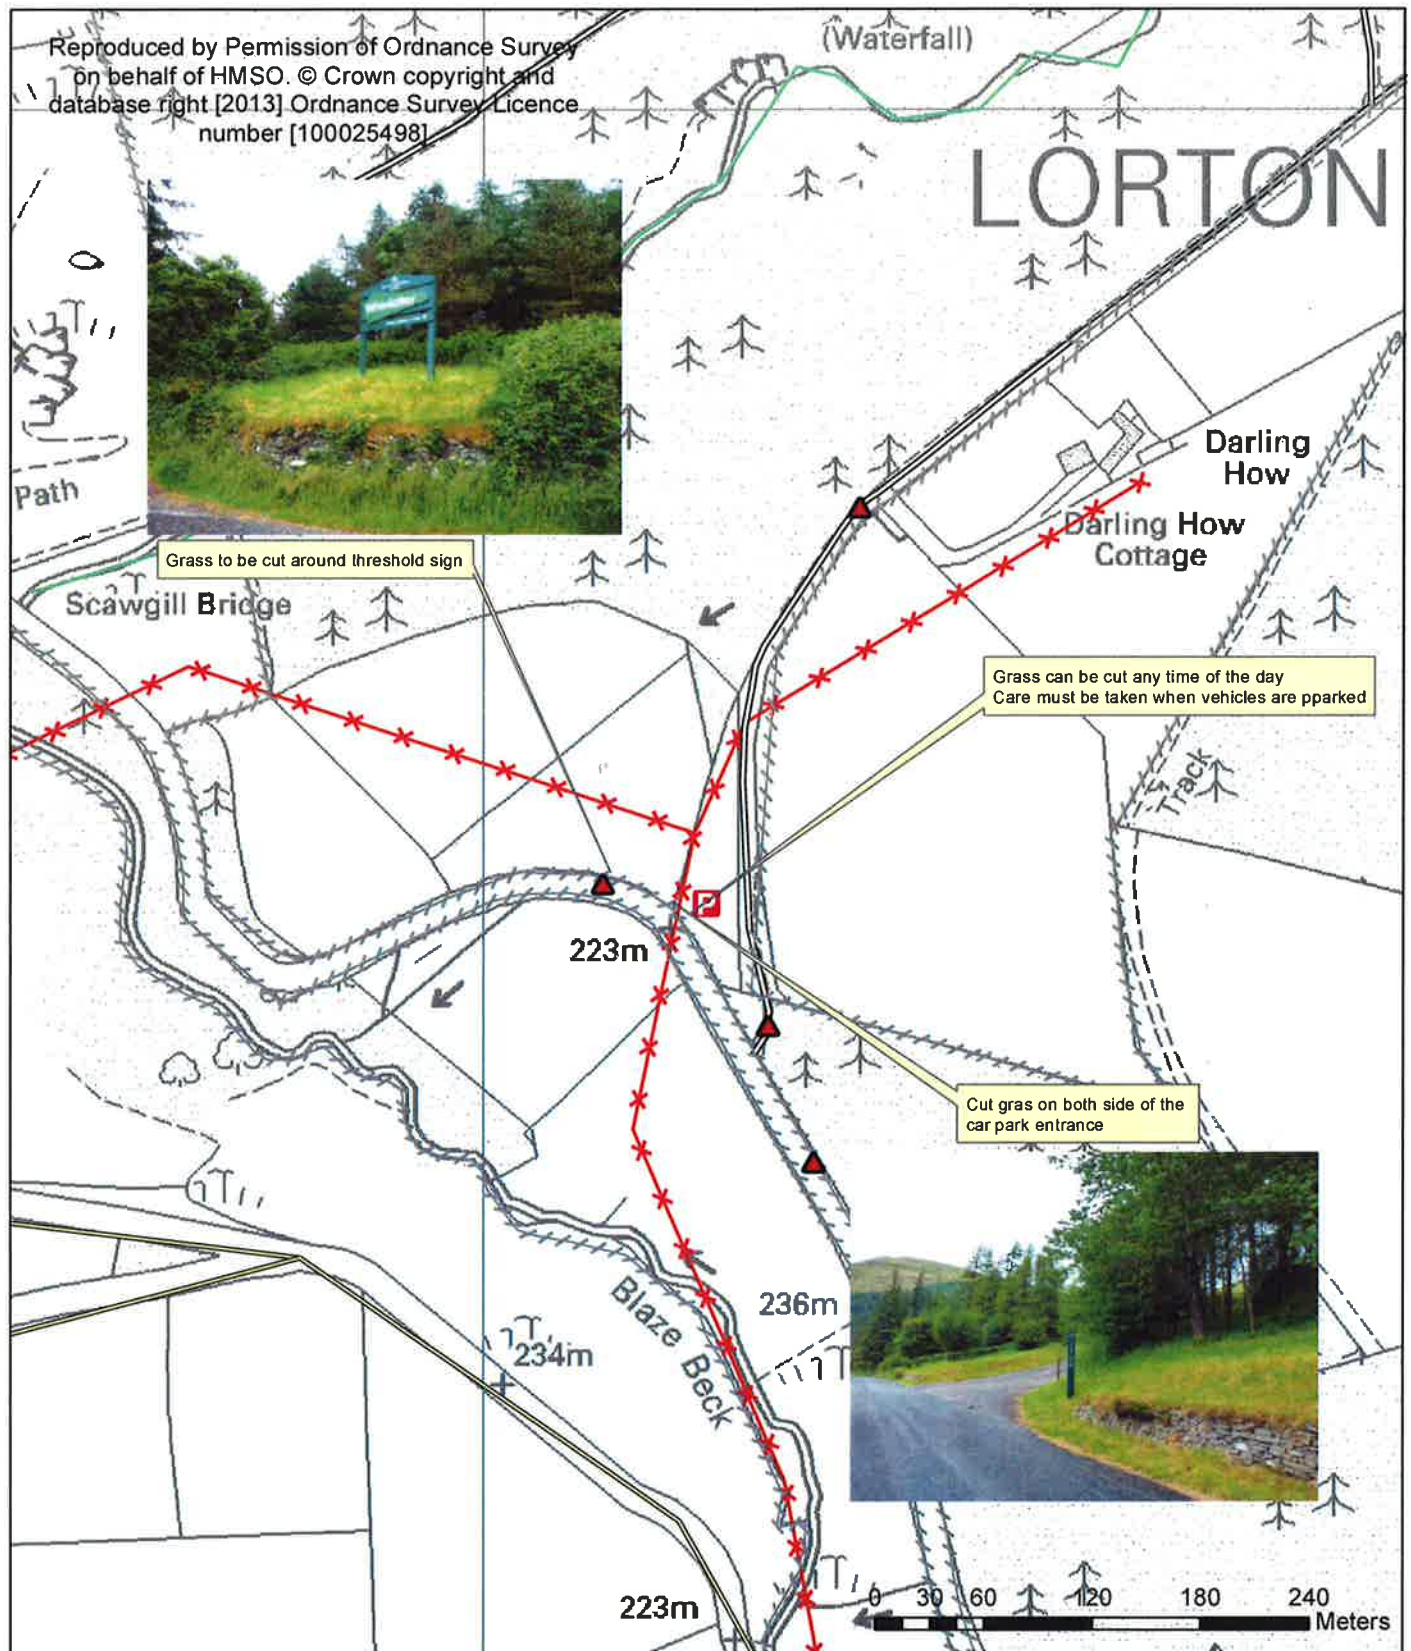 Reproduced by Permission of Ordnance Survey
on behalf of HMSO. © Crown copyright and
database right [2013] Ordnance Survey Licence
number [100025498]
(Waterfall)
LORTON
Path
Darling
How
Darling How
Cottage
Grass to be cut around threshold sign
Scawgill Bridge
Grass can be cut any time of the day
Care must be taken when vehicles are pparked
Track
P
223m
Cut gras on both side of the
car park entrance
Blaze Beck
236m
234m
223m
0 30 60 120 180 240
Meters